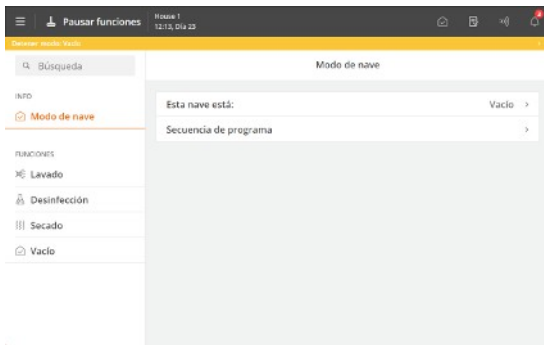 Pausar funciones
House 1
12:13, Día 23
3
Detener modo: Vacío
Búsqueda
Modo de nave
INFO
Modo de nave
Esta nave está: Vacío
Secuencia de programa
FUNCIONES
Lavado
Desinfección
Secado
Vacío